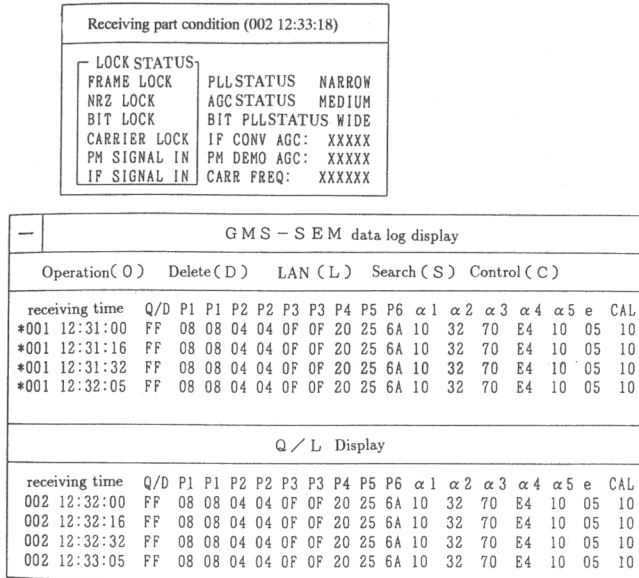 Receiving part condition (002 12:33:18)
LOCK STATUS
FRAME LOCK PLLSTATUS NARROW
NRZ LOCK AGCSTATUS MEDIUM
BIT LOCK BIT PLLSTATUS WIDE
CARRIER LOCK IF CONV AGC: XXXXX
PM SIGNAL IN PM DEMO AGC: XXXXX
IF SIGNAL IN CARR FREQ: XXXXXX
GMS-SEM data log display
Operation(O) Delete(D) LAN(L) Search(S) Control(C)
receiving time Q/D P1 P1 P2 P2 P3 P3 P4 P5 P6 α1 α2 α3 α4 α5 e CAL
*001 12:31:00 FF 08 08 04 04 0F 0F 20 25 6A 10 32 70 E4 10 05 10
*001 12:31:16 FF 08 08 04 04 0F 0F 20 25 6A 10 32 70 E4 10 05 10
*001 12:31:32 FF 08 08 04 04 0F 0F 20 25 6A 10 32 70 E4 10 05 10
*001 12:32:05 FF 08 08 04 04 0F 0F 20 25 6A 10 32 70 E4 10 05 10
Q/L Display
receiving time Q/D P1 P1 P2 P2 P3 P3 P4 P5 P6 α1 α2 α3 α4 α5 e CAL
002 12:32:00 FF 08 08 04 04 0F 0F 20 25 6A 10 32 70 E4 10 05 10
002 12:32:16 FF 08 08 04 04 0F 0F 20 25 6A 10 32 70 E4 10 05 10
002 12:32:32 FF 08 08 04 04 0F 0F 20 25 6A 10 32 70 E4 10 05 10
002 12:33:05 FF 08 08 04 04 0F 0F 20 25 6A 10 32 70 E4 10 05 10